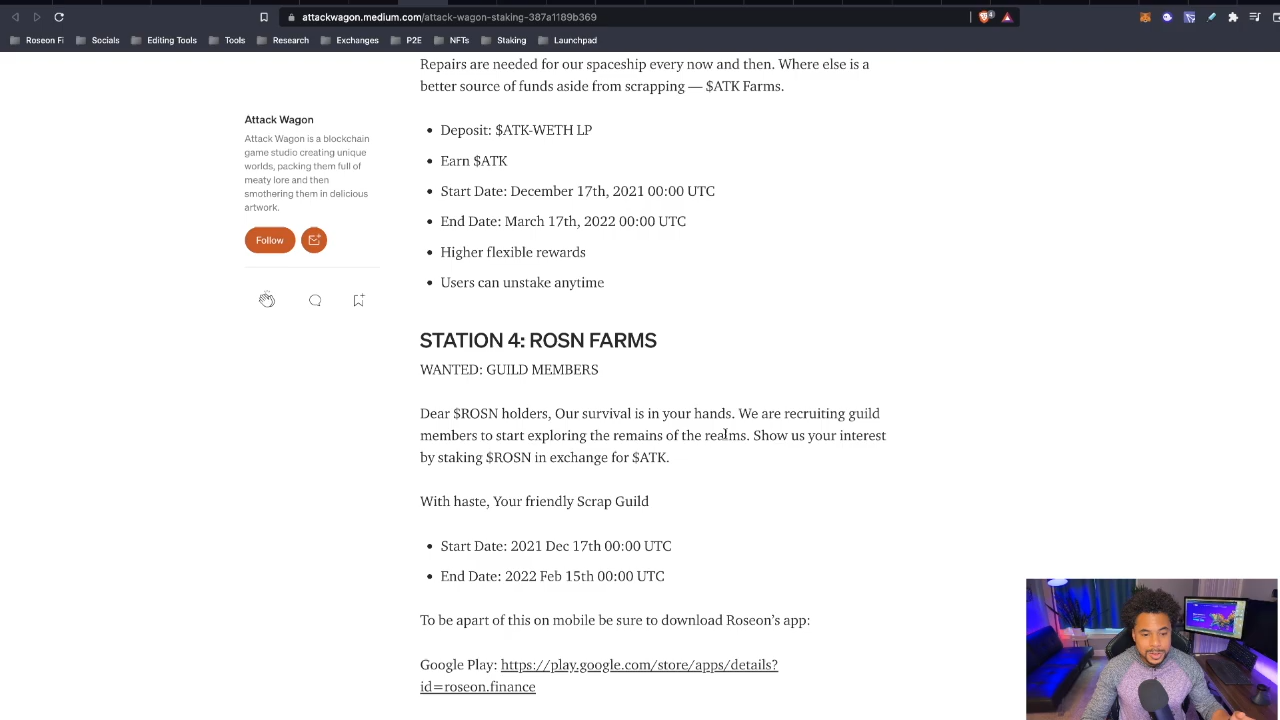 attackwagon.medium.com/attack-wagon-staking-387a1189b369
4
Roseon Fi Socials Editing Tools Tools Research Exchanges P2E NFTs Staking Launchpad
Repairs are needed for our spaceship every now and then. Where else is a
better source of funds aside from scrapping — $ATK Farms.
Attack Wagon
Attack Wagon is a blockchain
game studio creating unique
worlds, packing them full of
meaty lore and then
smothering them in delicious
artwork.
Follow
• Deposit: $ATK-WETH LP
• Earn $ATK
• Start Date: December 17th, 2021 00:00 UTC
• End Date: March 17th, 2022 00:00 UTC
• Higher flexible rewards
• Users can unstake anytime
STATION 4: ROSN FARMS
WANTED: GUILD MEMBERS
Dear $ROSN holders, Our survival is in your hands. We are recruiting guild
members to start exploring the remains of the realms. Show us your interest
by staking $ROSN in exchange for $ATK.
With haste, Your friendly Scrap Guild
• Start Date: 2021 Dec 17th 00:00 UTC
• End Date: 2022 Feb 15th 00:00 UTC
To be apart of this on mobile be sure to download Roseon’s app:
Google Play: https://play.google.com/store/apps/details?
id=roseon.finance